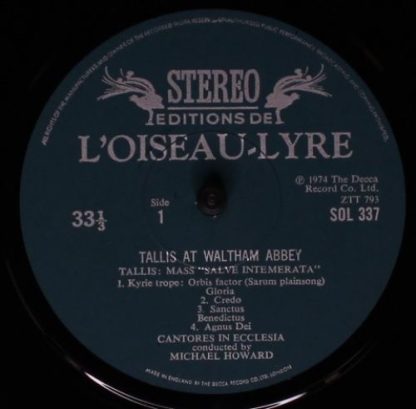 STEREO
EDITIONS DE
L'OISEAU-LYRE
℗ 1974 The Decca
Record Co. Ltd.
ZTT 793
SOL 337
Side
1
33⅓
TALLIS AT WALTHAM ABBEY
TALLIS: MASS "SALVE INTEMERATA"
1. Kyrie trope: Orbis factor (Sarum plainsong)
Gloria
2. Credo
3. Sanctus
Benedictus
4. Agnus Dei
CANTORES IN ECCLESIA
conducted by
MICHAEL HOWARD
MADE IN ENGLAND BY THE DECCA RECORD CO. LTD., LONDON